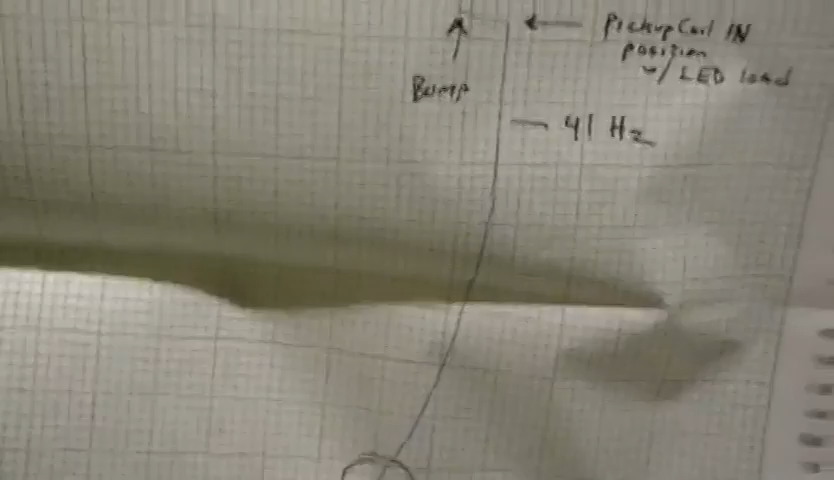 Pickup Coil IN
position
w/ LED load
Bump
41 Hz